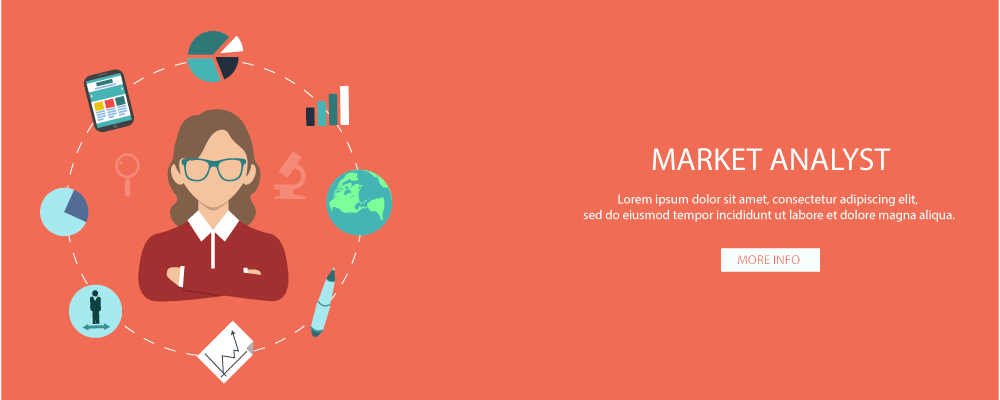 MARKET ANALYST
Lorem ipsum dolor sit amet, consectetur adipiscing elit,
sed do eiusmod tempor incididunt ut labore et dolore magna aliqua.
MORE INFO